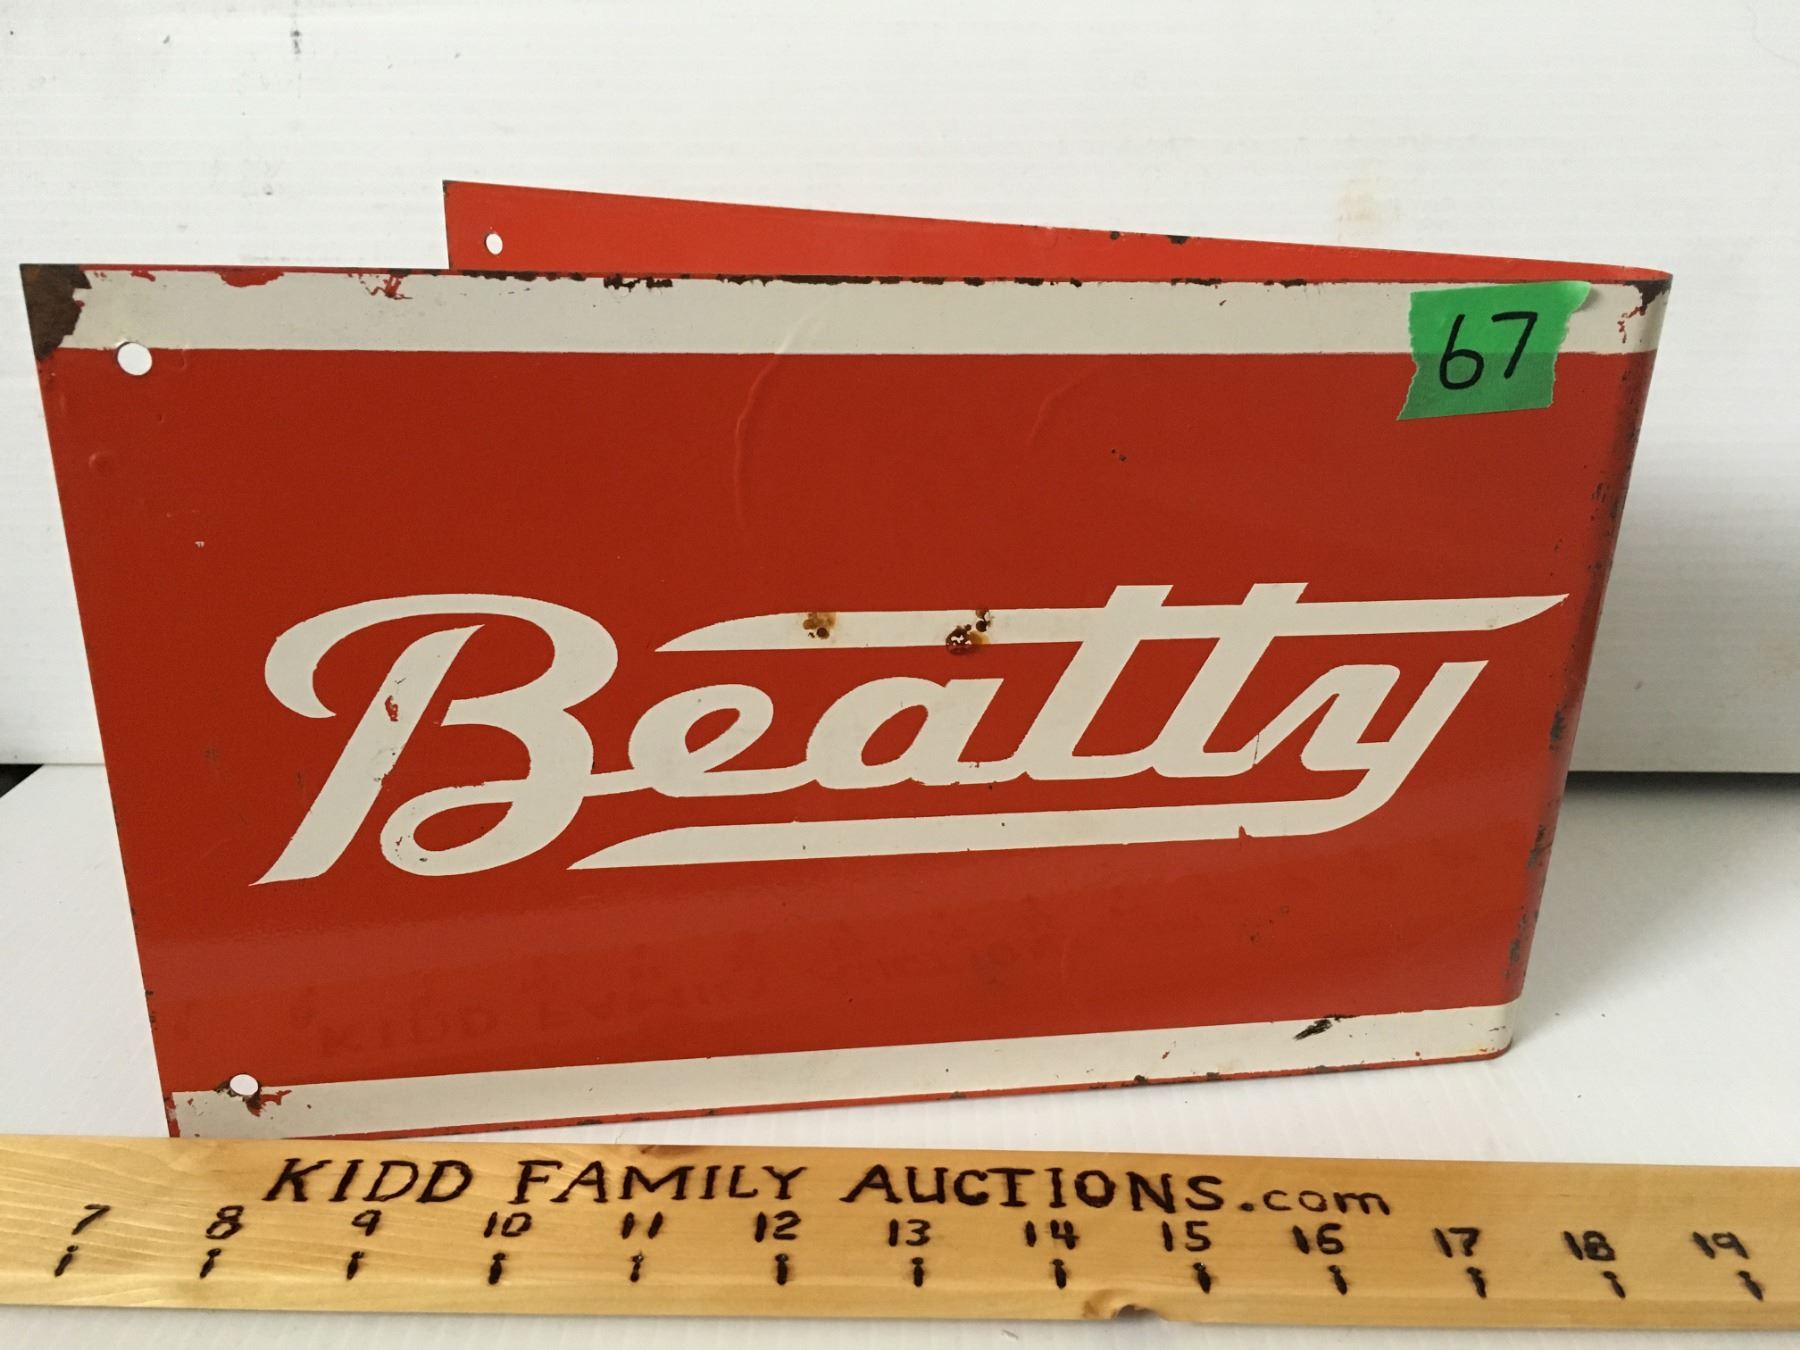 67
Beatty
KIDD FAMILY AUCTIONS.com
7 8 9 10 11 12 13 14 15 16 17 18 19